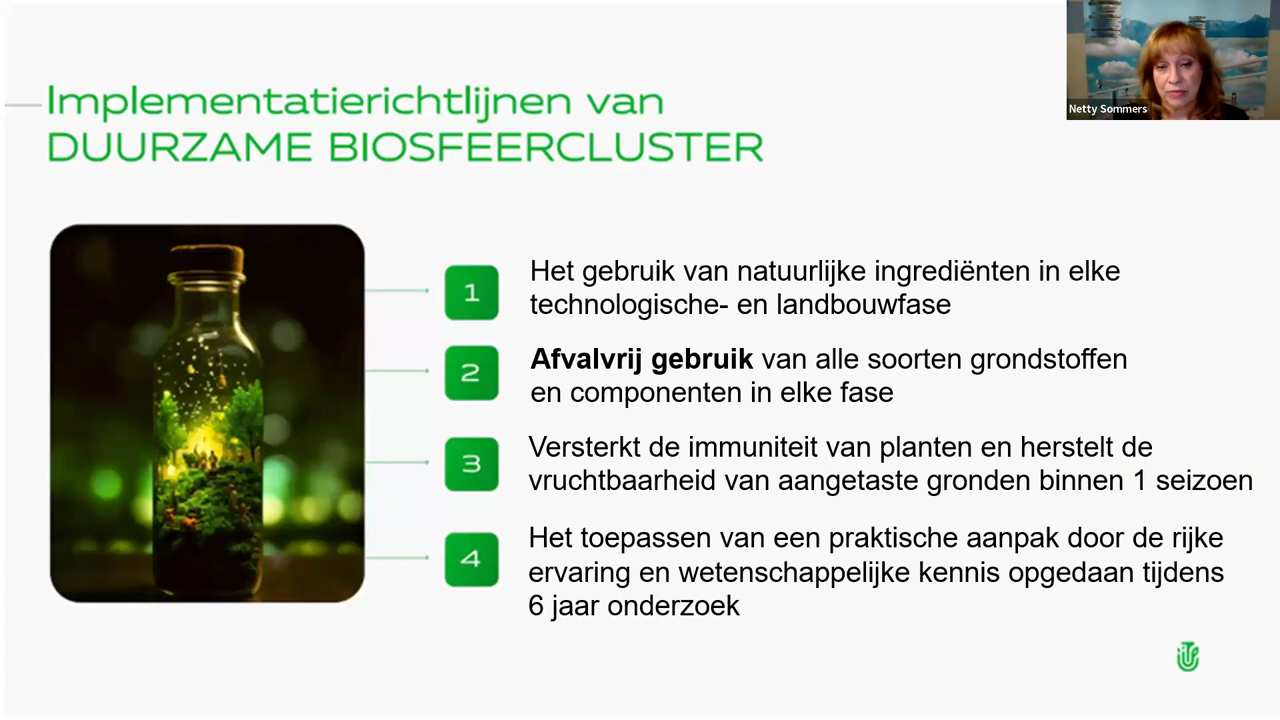 Netty Sommers
Implementatierichtlijnen van
DUURZAME BIOSFEERCLUSTER
1
Het gebruik van natuurlijke ingrediënten in elke
technologische- en landbouwfase
2
Afvalvrij gebruik van alle soorten grondstoffen
en componenten in elke fase
3
Versterkt de immuniteit van planten en herstelt de
vruchtbaarheid van aangetaste gronden binnen 1 seizoen
4
Het toepassen van een praktische aanpak door de rijke
ervaring en wetenschappelijke kennis opgedaan tijdens
6 jaar onderzoek